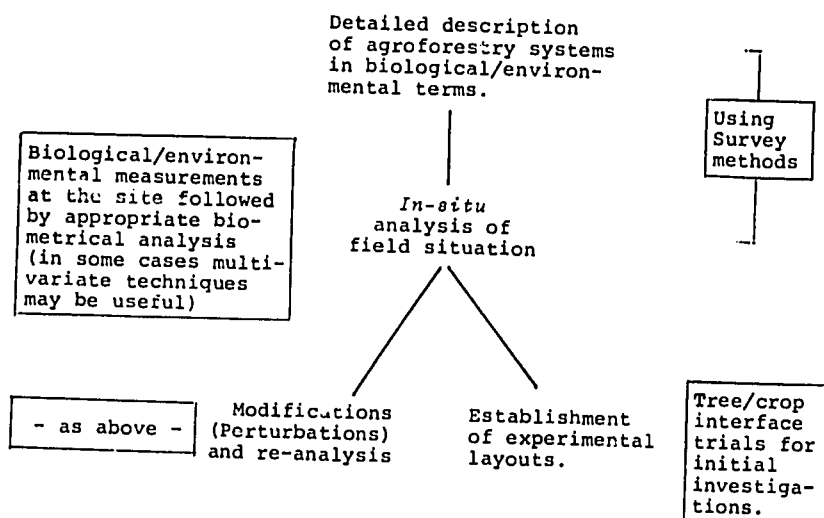 Detailed description
of agroforestry systems
in biological/environ-
mental terms.
Using
Survey
methods
Biological/environ-
mental measurements
at the site followed
by appropriate bio-
metrical analysis
(in some cases multi-
variate techniques
may be useful)
In-situ
analysis of
field situation
- as above -
Modifications
(Perturbations)
and re-analysis
Establishment
of experimental
layouts.
Tree/crop
interface
trials for
initial
investiga-
tions.